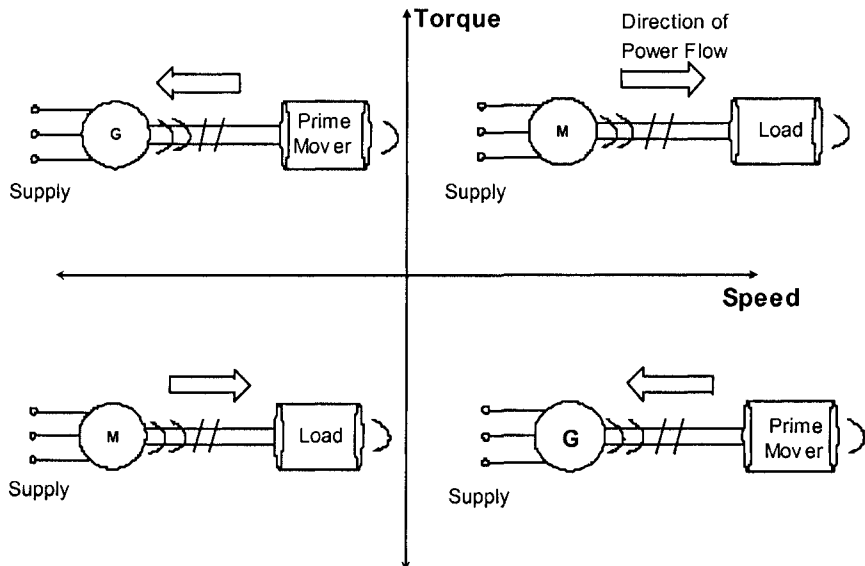 Torque
Direction of
Power Flow
G
Prime
Mover
Supply
M
Load
Supply
Speed
M
Load
Supply
G
Prime
Mover
Supply